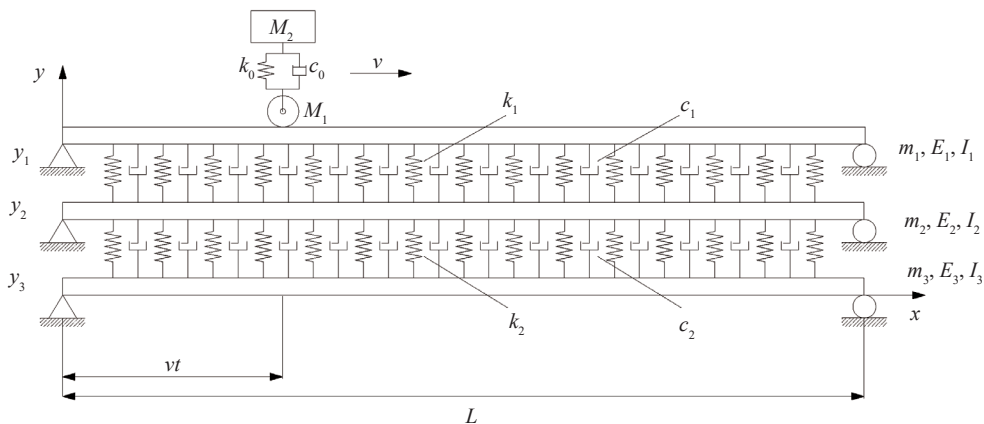 M₂
k₀ c₀ v
y
M₁
k₁ c₁
y₁ m₁, E₁, I₁
y₂ m₂, E₂, I₂
y₃ m₃, E₃, I₃
x
k₂ c₂
vt
L